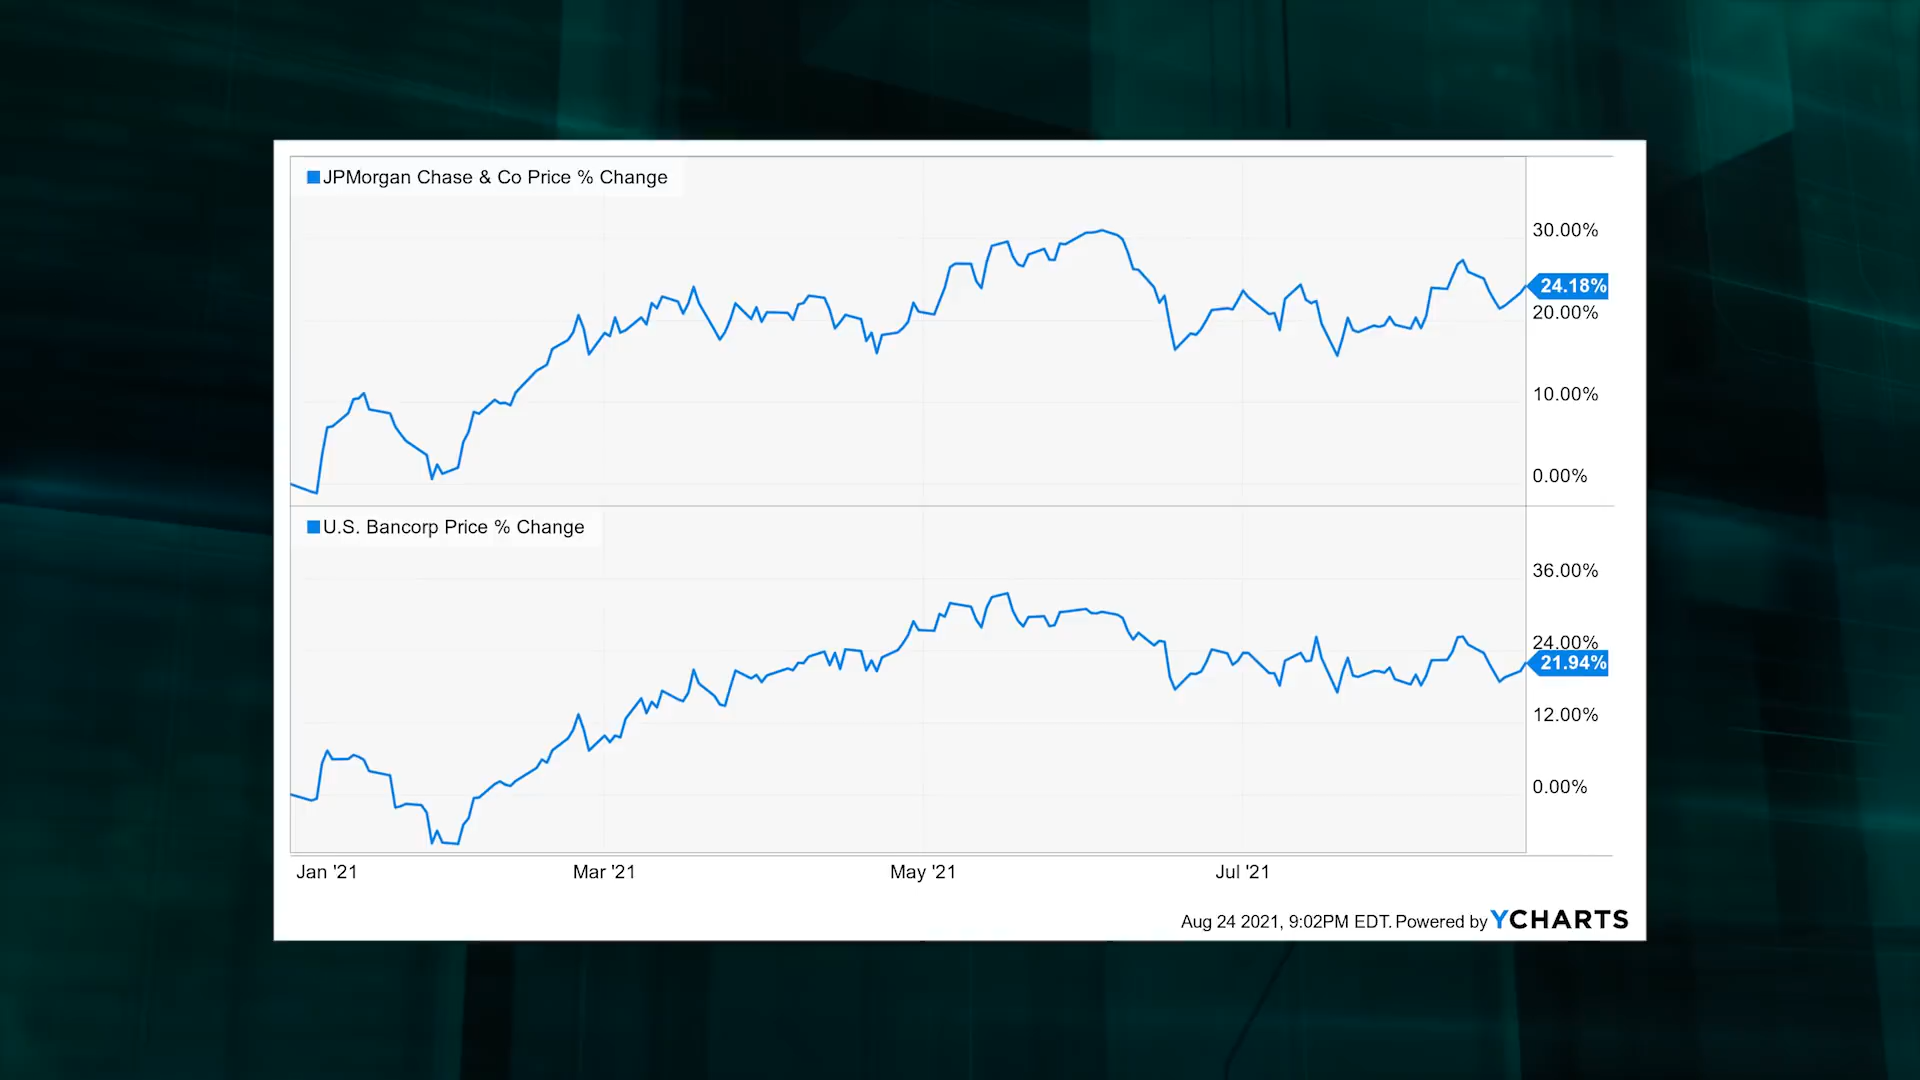 JPMorgan Chase & Co Price % Change
30.00%
24.18%
20.00%
10.00%
0.00%
U.S. Bancorp Price % Change
36.00%
24.00%
21.94%
12.00%
0.00%
Jan '21 Mar '21 May '21 Jul '21
Aug 24 2021, 9:02PM EDT. Powered by YCHARTS